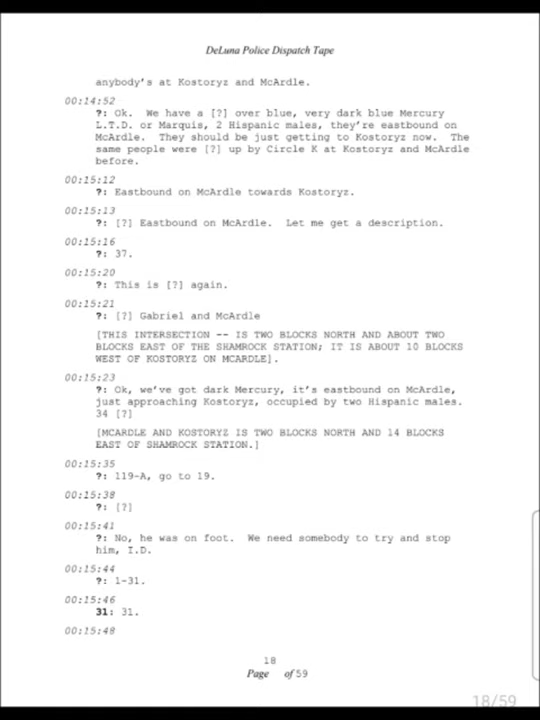 DeLuna Police Dispatch Tape
anybody's at Kostoryz and McArdle.
00:14:52
?: Ok. We have a [?] over blue, very dark blue Mercury
L.T.D. or Marquis, 2 Hispanic males, they're eastbound on
McArdle. They should be just getting to Kostoryz now. The
same people were [?] up by Circle K at Kostoryz and McArdle
before.
00:15:12
?: Eastbound on McArdle towards Kostoryz.
00:15:13
?: [?] Eastbound on McArdle. Let me get a description.
00:15:16
?: 37.
00:15:20
?: This is [?] again.
00:15:21
?: [?] Gabriel and McArdle
[THIS INTERSECTION -- IS TWO BLOCKS NORTH AND ABOUT TWO
BLOCKS EAST OF THE SHAMROCK STATION; IT IS ABOUT 10 BLOCKS
WEST OF KOSTORYZ ON MCARDLE].
00:15:23
?: Ok, we've got dark Mercury, it's eastbound on McArdle,
just approaching Kostoryz, occupied by two Hispanic males.
34 [?]
[MCARDLE AND KOSTORYZ IS TWO BLOCKS NORTH AND 14 BLOCKS
EAST OF SHAMROCK STATION.]
00:15:35
?: 119-A, go to 19.
00:15:38
?: [?]
00:15:41
?: No, he was on foot. We need somebody to try and stop
him, I.D.
00:15:44
?: 1-31.
00:15:46
31: 31.
00:15:48
18
Page of 59
18/59